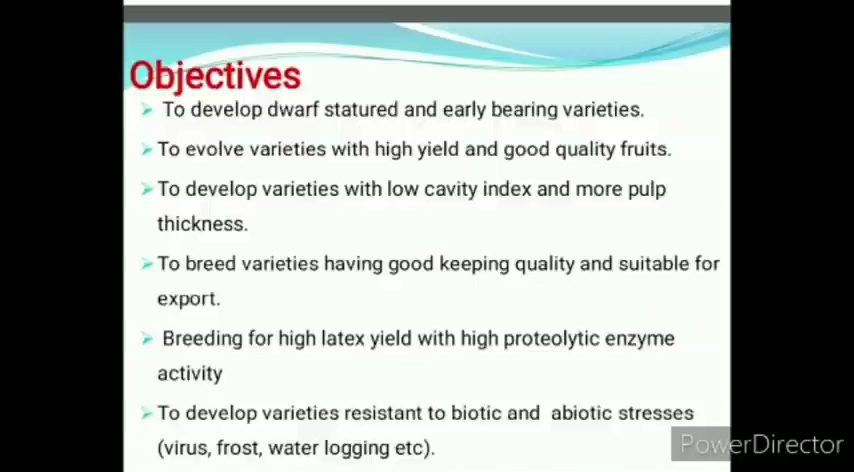 Objectives
To develop dwarf statured and early bearing varieties.
To evolve varieties with high yield and good quality fruits.
To develop varieties with low cavity index and more pulp
thickness.
To breed varieties having good keeping quality and suitable for
export.
Breeding for high latex yield with high proteolytic enzyme
activity
To develop varieties resistant to biotic and abiotic stresses
(virus, frost, water logging etc).
PowerDirector